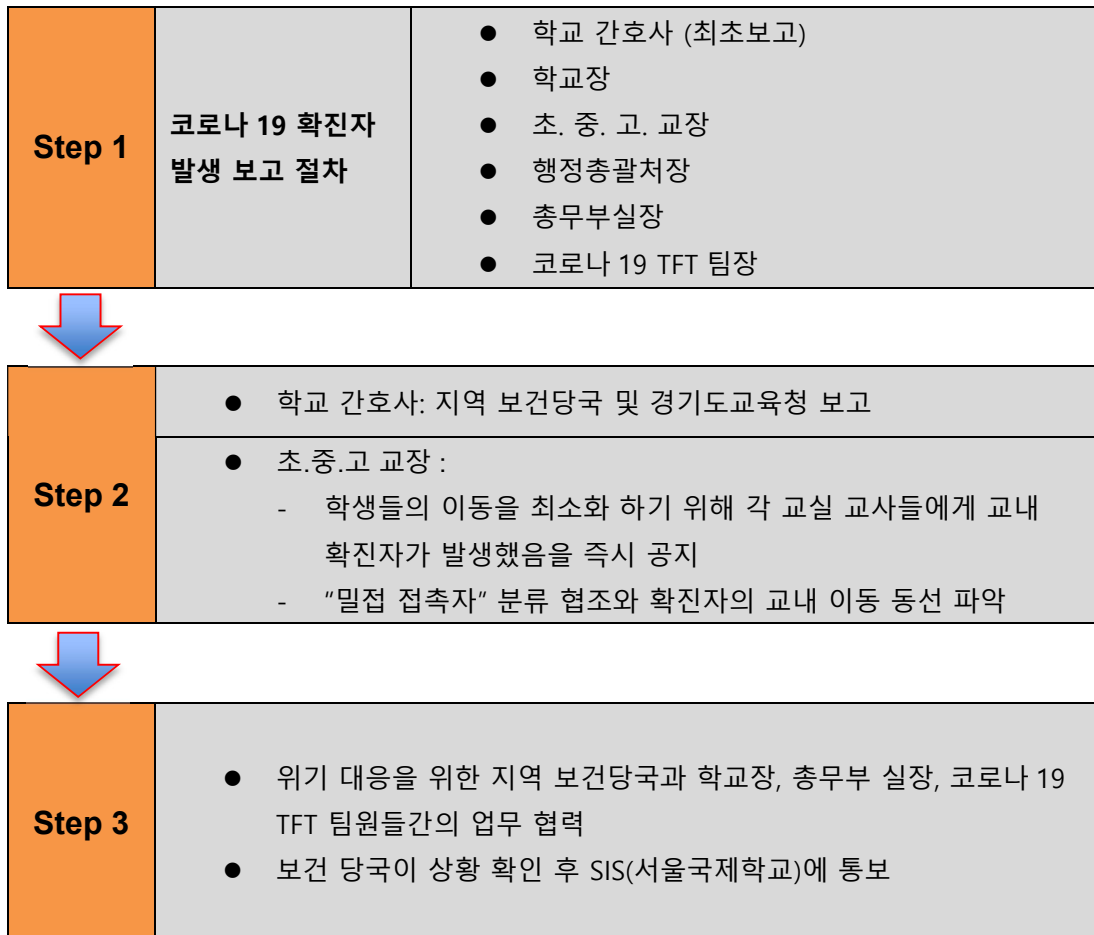 Step 1
코로나 19 확진자
발생 보고 절차
● 학교 간호사 (최초보고)
● 학교장
● 초. 중. 고. 교장
● 행정총괄처장
● 총무부실장
● 코로나 19 TFT 팀장
Step 2
● 학교 간호사: 지역 보건당국 및 경기도교육청 보고
● 초.중.고 교장 :
- 학생들의 이동을 최소화 하기 위해 각 교실 교사들에게 교내
확진자가 발생했음을 즉시 공지
- “밀접 접촉자” 분류 협조와 확진자의 교내 이동 동선 파악
Step 3
● 위기 대응을 위한 지역 보건당국과 학교장, 총무부 실장, 코로나 19
TFT 팀원들간의 업무 협력
● 보건 당국이 상황 확인 후 SIS(서울국제학교)에 통보